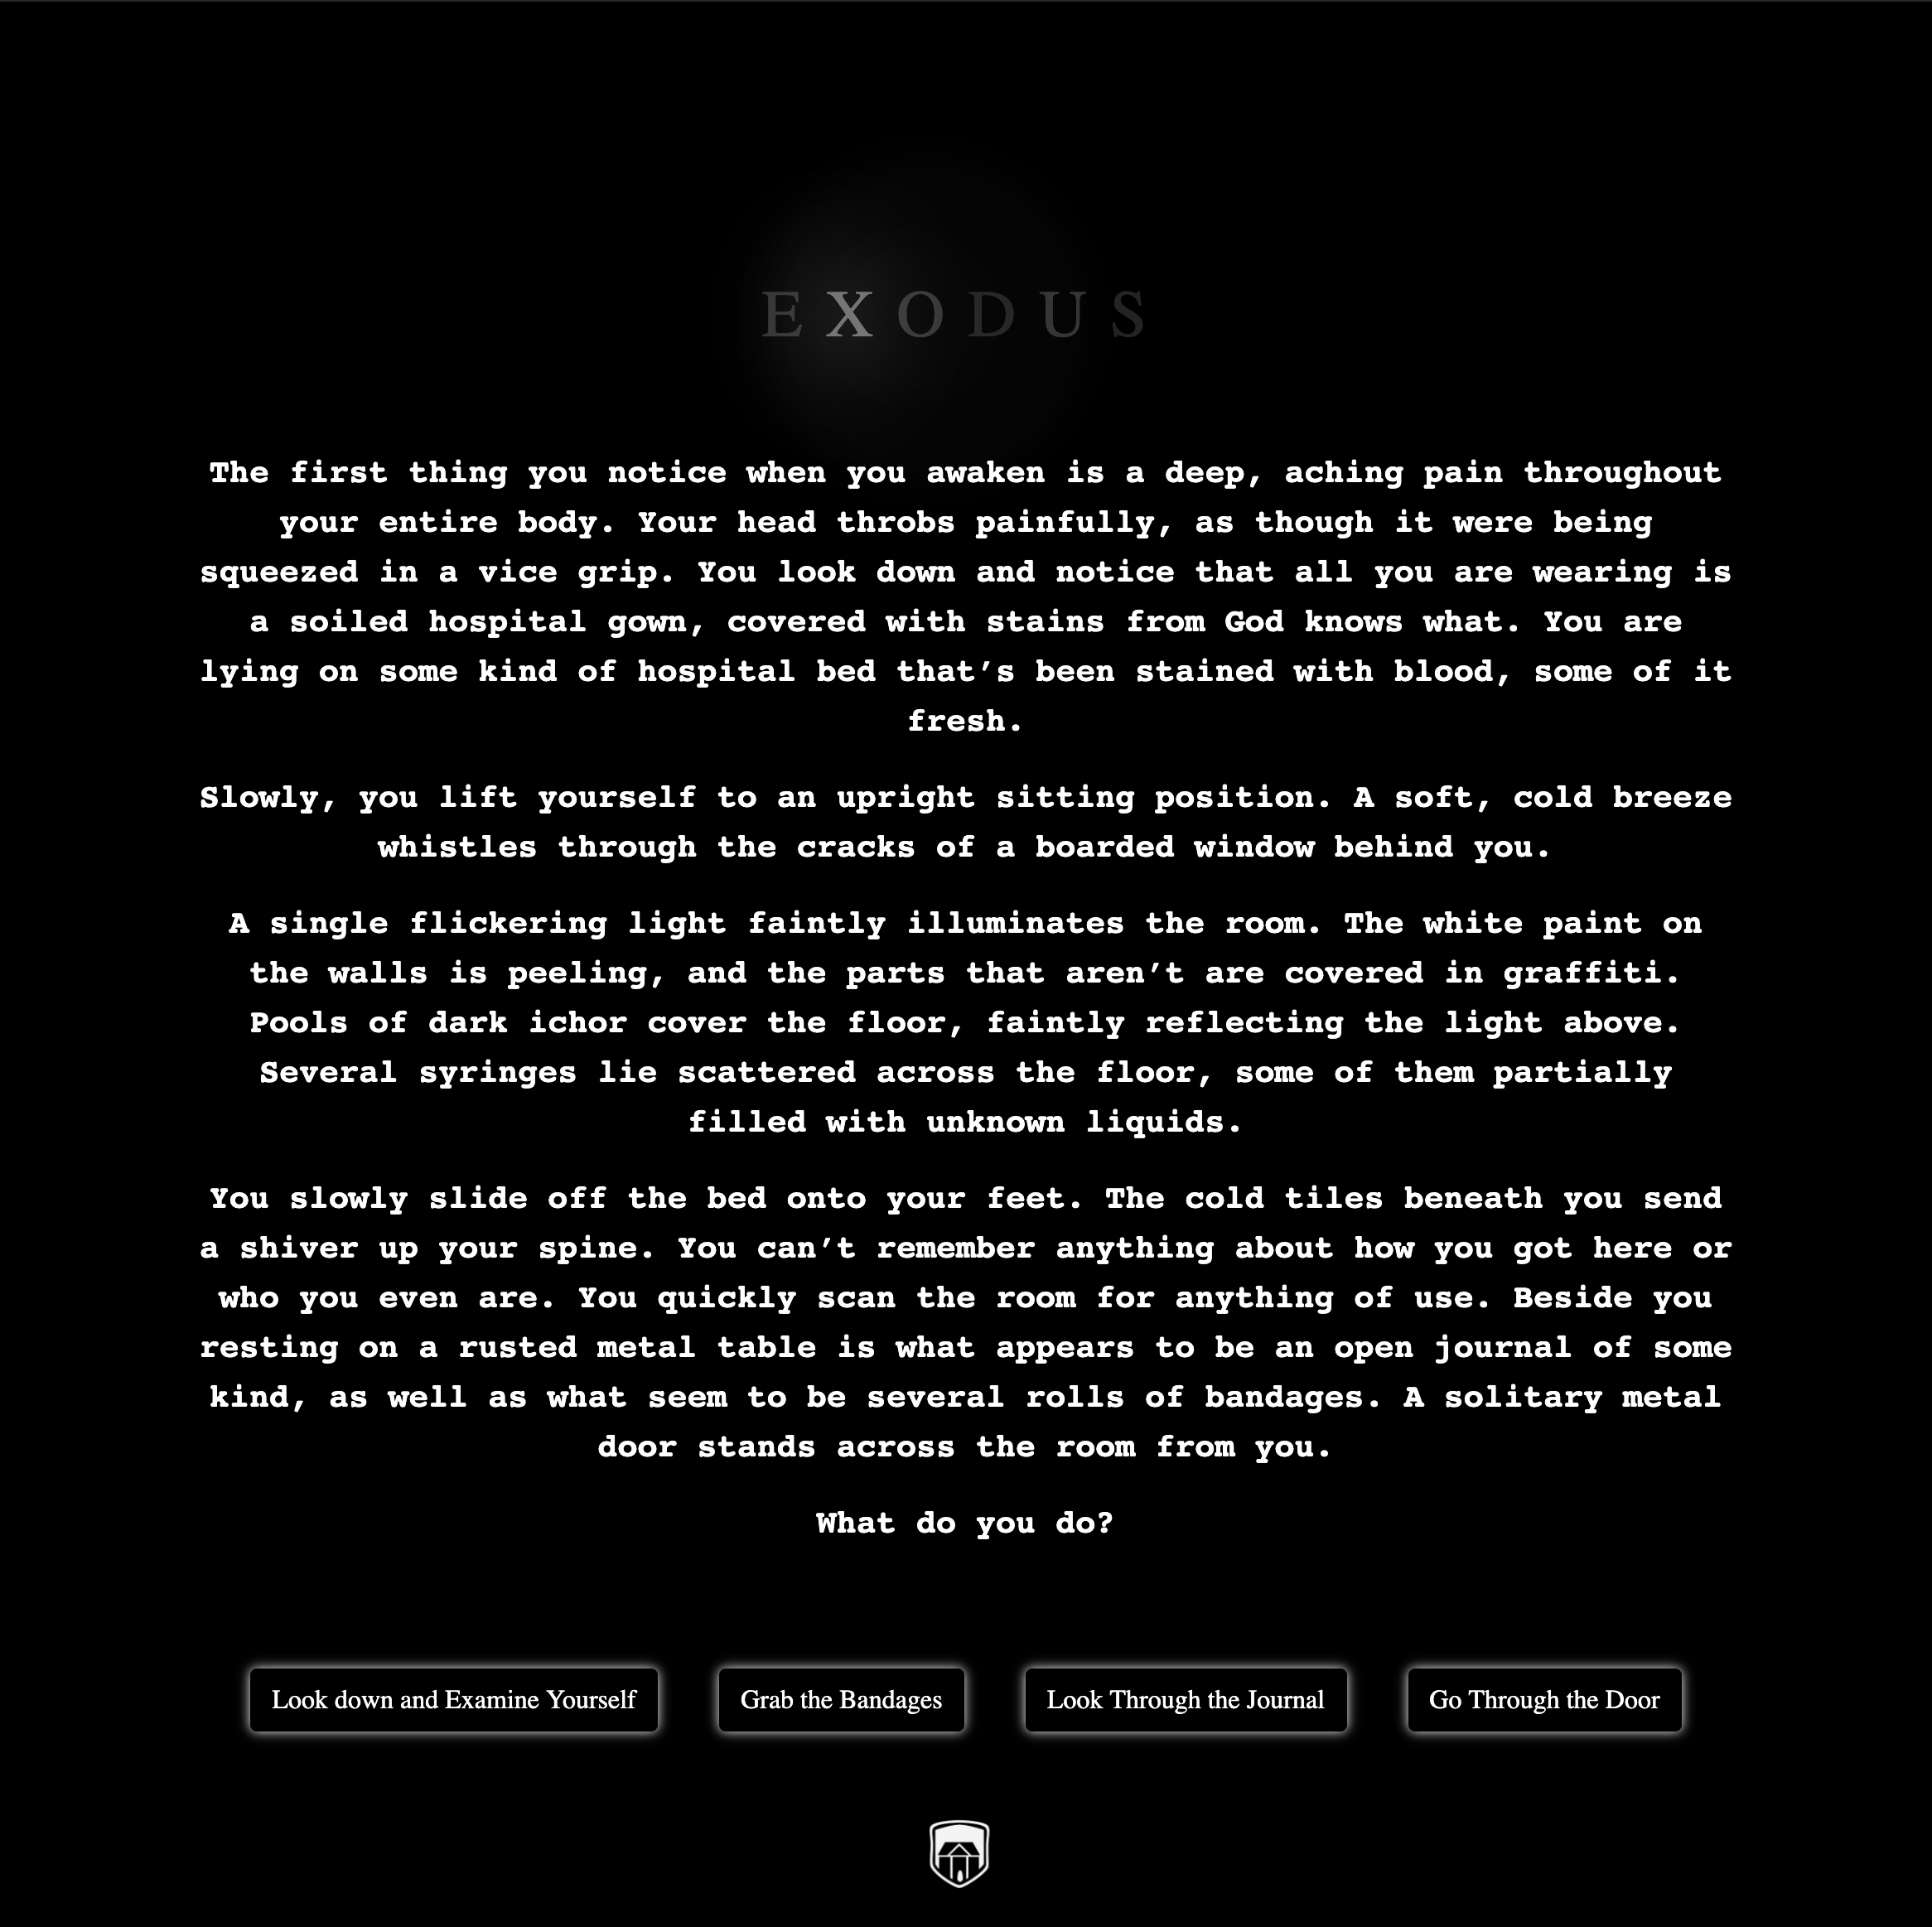 EXODUS
The first thing you notice when you awaken is a deep, aching pain throughout
your entire body. Your head throbs painfully, as though it were being
squeezed in a vice grip. You look down and notice that all you are wearing is
a soiled hospital gown, covered with stains from God knows what. You are
lying on some kind of hospital bed that’s been stained with blood, some of it
fresh.
Slowly, you lift yourself to an upright sitting position. A soft, cold breeze
whistles through the cracks of a boarded window behind you.
A single flickering light faintly illuminates the room. The white paint on
the walls is peeling, and the parts that aren’t are covered in graffiti.
Pools of dark ichor cover the floor, faintly reflecting the light above.
Several syringes lie scattered across the floor, some of them partially
filled with unknown liquids.
You slowly slide off the bed onto your feet. The cold tiles beneath you send
a shiver up your spine. You can’t remember anything about how you got here or
who you even are. You quickly scan the room for anything of use. Beside you
resting on a rusted metal table is what appears to be an open journal of some
kind, as well as what seem to be several rolls of bandages. A solitary metal
door stands across the room from you.
What do you do?
Look down and Examine Yourself
Grab the Bandages
Look Through the Journal
Go Through the Door